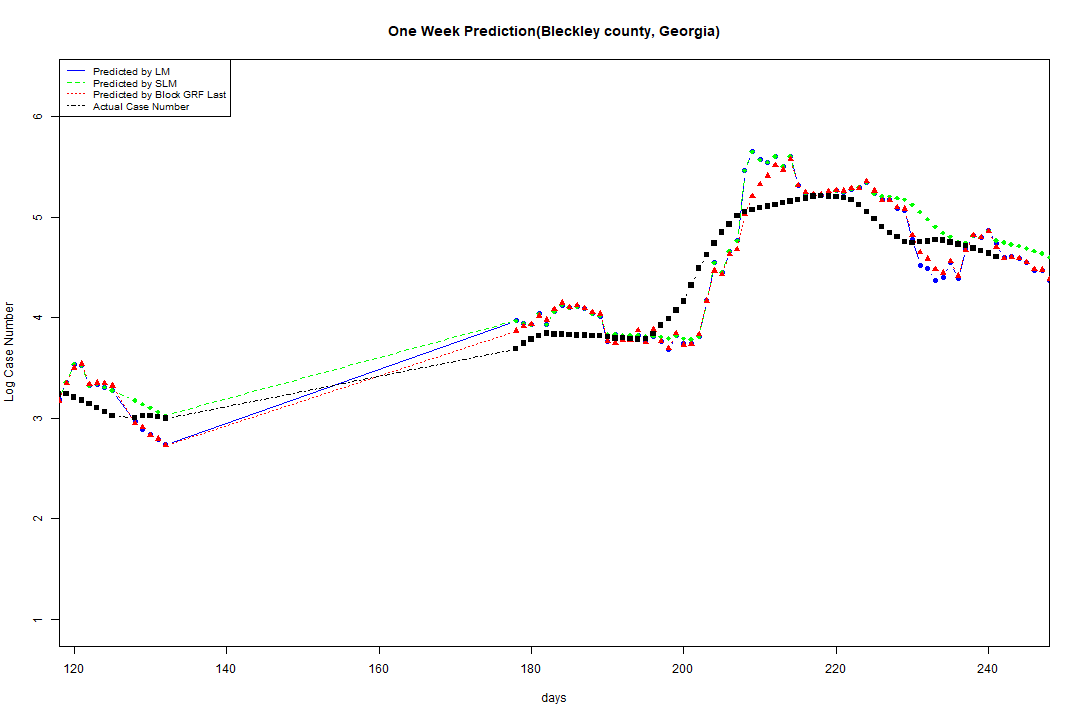 One Week Prediction(Bleckley county, Georgia)
Predicted by LM
Predicted by SLM
Predicted by Block GRF Last
Actual Case Number
6
5
4
3
2
1
Log Case Number
120 140 160 180 200 220 240
days